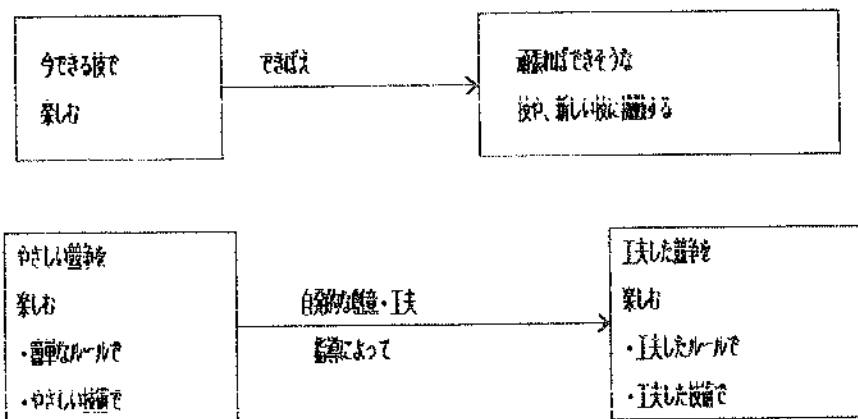 今できる技で
楽しむ
できばえ
頑張ればできそうな
技や、新しい技に挑戦する
やさしい競争を
楽しむ
・簡単なルールで
・やさしい技術で
自発的な
・工夫
によって
工夫した競争を
楽しむ
・工夫したルールで
・工夫した技術で